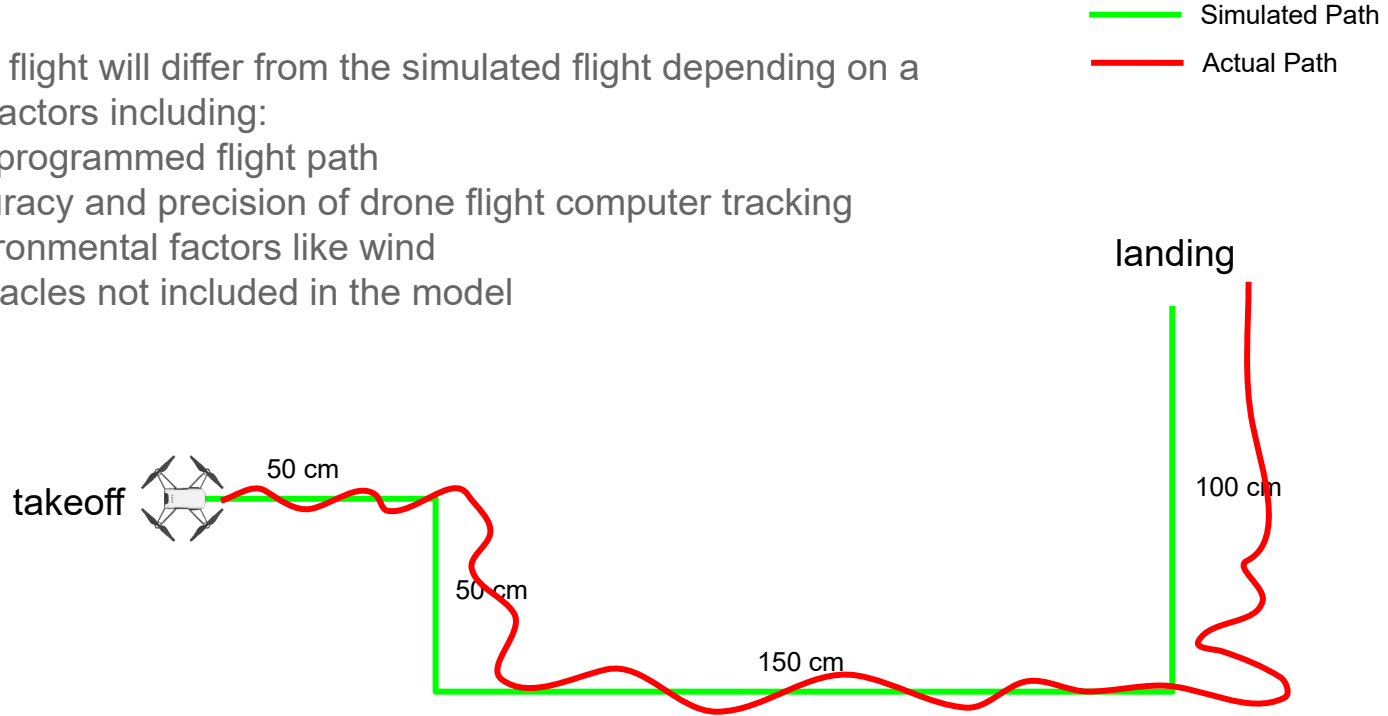 Simulated Path
Actual Path
flight will differ from the simulated flight depending on a
actors including:
programmed flight path
uracy and precision of drone flight computer tracking
ronmental factors like wind
acles not included in the model
landing
50 cm
takeoff
100 cm
50 cm
150 cm